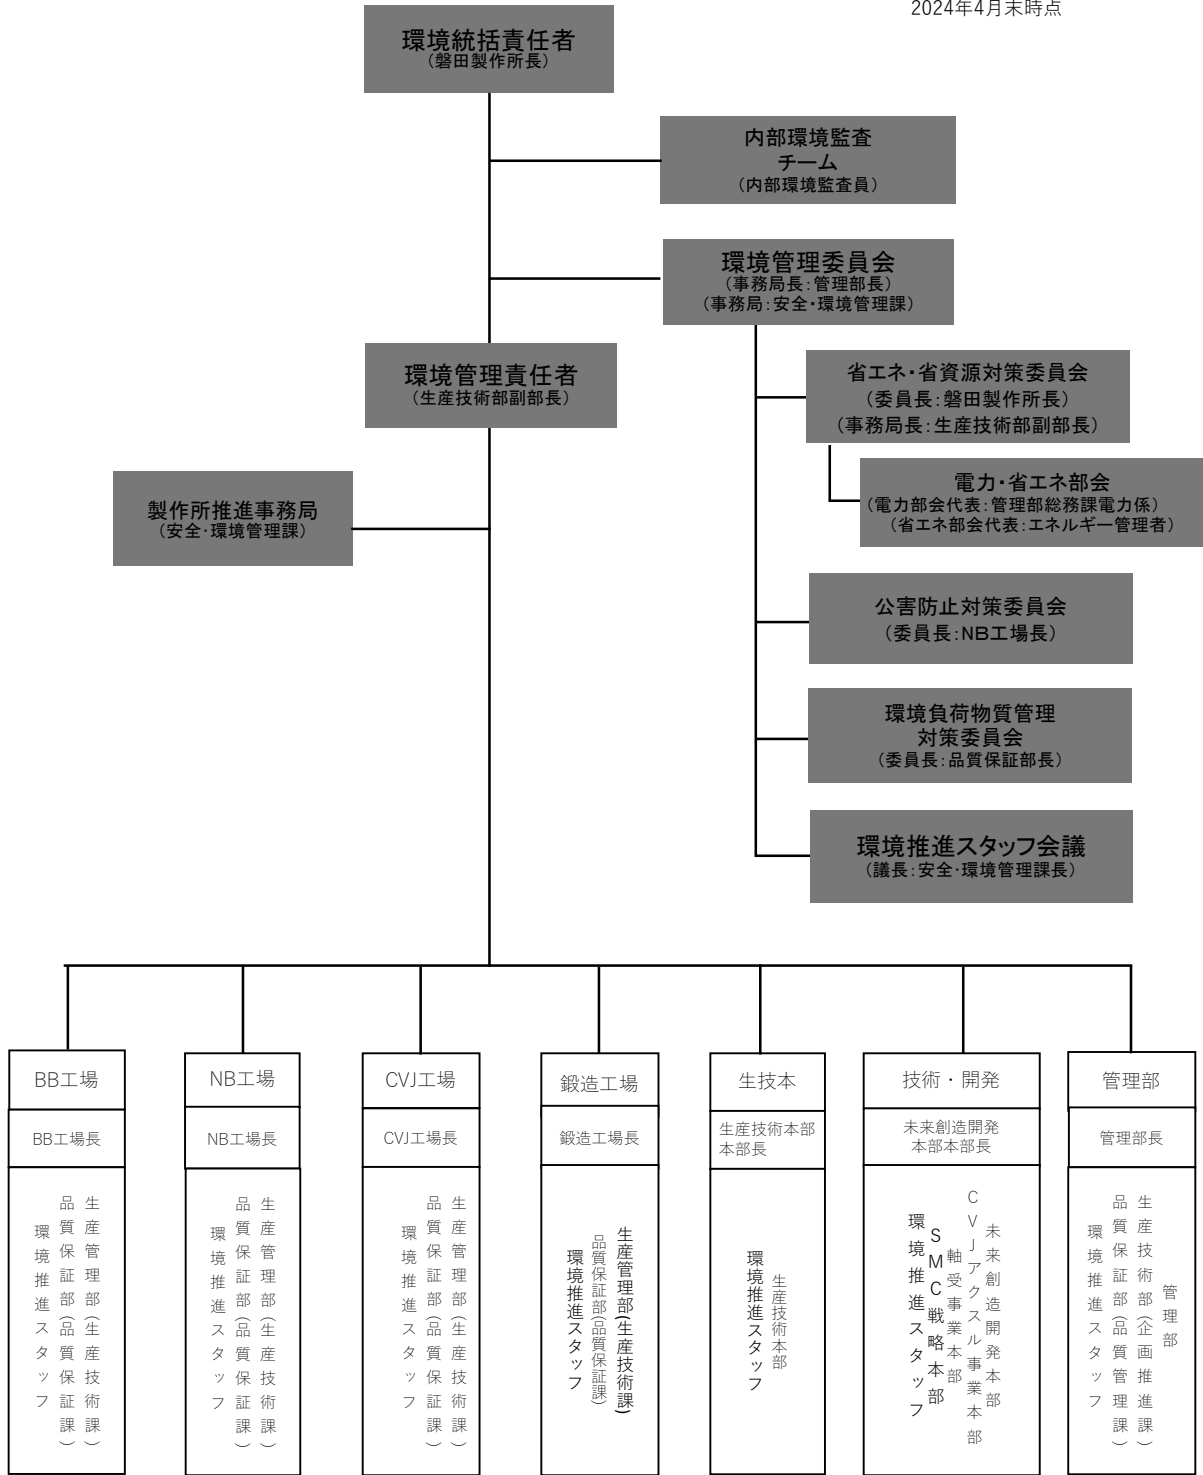 2024年4月末時点
環境統括責任者
（磐田製作所長）
内部環境監査
チーム
（内部環境監査員）
環境管理委員会
（事務局長：管理部長）
（事務局：安全・環境管理課）
環境管理責任者
（生産技術部副部長）
省エネ・省資源対策委員会
（委員長：磐田製作所長）
（事務局長：生産技術部副部長）
電力・省エネ部会
（電力部会代表：管理部総務課電力係）
（省エネ部会代表：エネルギー管理者）
製作所推進事務局
（安全・環境管理課）
公害防止対策委員会
（委員長：NB工場長）
環境負荷物質管理
対策委員会
（委員長：品質保証部長）
環境推進スタッフ会議
（議長：安全・環境管理課長）
BB工場
BB工場長
生産管理部（生産技術課）
品質保証部（品質保証課）
環境推進スタッフ
NB工場
NB工場長
生産管理部（生産技術課）
品質保証部（品質保証課）
環境推進スタッフ
CVJ工場
CVJ工場長
生産管理部（生産技術課）
品質保証部（品質保証課）
環境推進スタッフ
鍛造工場
鍛造工場長
生産管理部（生産技術課）
品質保証部（品質保証課）
環境推進スタッフ
生技本
生産技術本部
本部長
生産技術本部
環境推進スタッフ
技術・開発
未来創造開発
本部本部長
未来創造開発本部
CVJアクスル事業本部
軸受事業本部
SMC戦略本部
環境推進スタッフ
管理部
管理部長
管理部
生産技術部（企画推進課）
品質保証部（品質管理課）
環境推進スタッフ